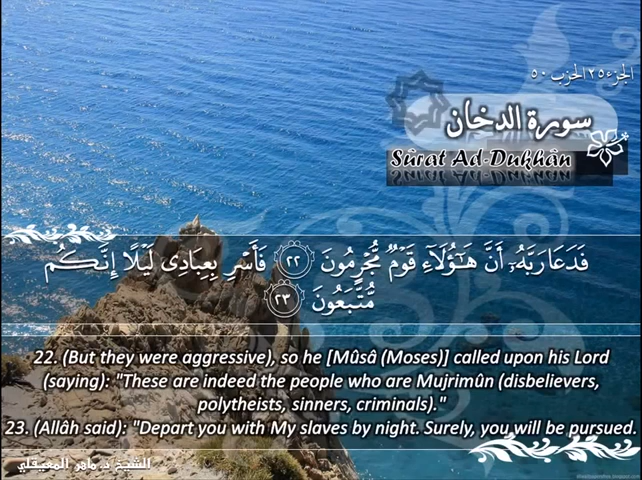 الجزء ٢٥ الحزب ٥٠
سورة الدخان
Sûrat Ad-Dukhân
فَدَعَا رَبَّهُۥٓ أَنَّ هَٰٓؤُلَآءِ قَوْمٌ مُّجْرِمُونَ ٢٢ فَأَسْرِ بِعِبَادِى لَيْلًا إِنَّكُم
مُّتَّبَعُونَ ٢٣
22. (But they were aggressive), so he [Mûsâ (Moses)] called upon his Lord
(saying): "These are indeed the people who are Mujrimûn (disbelievers,
polytheists, sinners, criminals)."
23. (Allâh said): "Depart you with My slaves by night. Surely, you will be pursued.
الشيخ د. ماهر المعيقلي